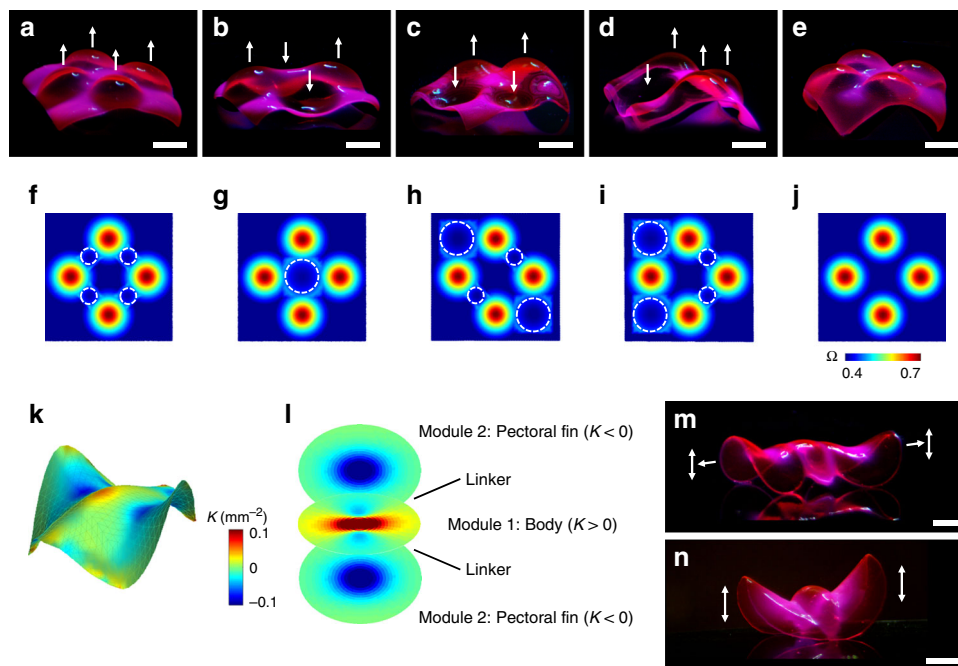 a
b
c
d
e
f
g
h
i
j
Ω
0.4
0.7
k
K (mm⁻²)
0.1
0
−0.1
l
Module 2: Pectoral fin (K < 0)
Linker
Module 1: Body (K > 0)
Linker
Module 2: Pectoral fin (K < 0)
m
n